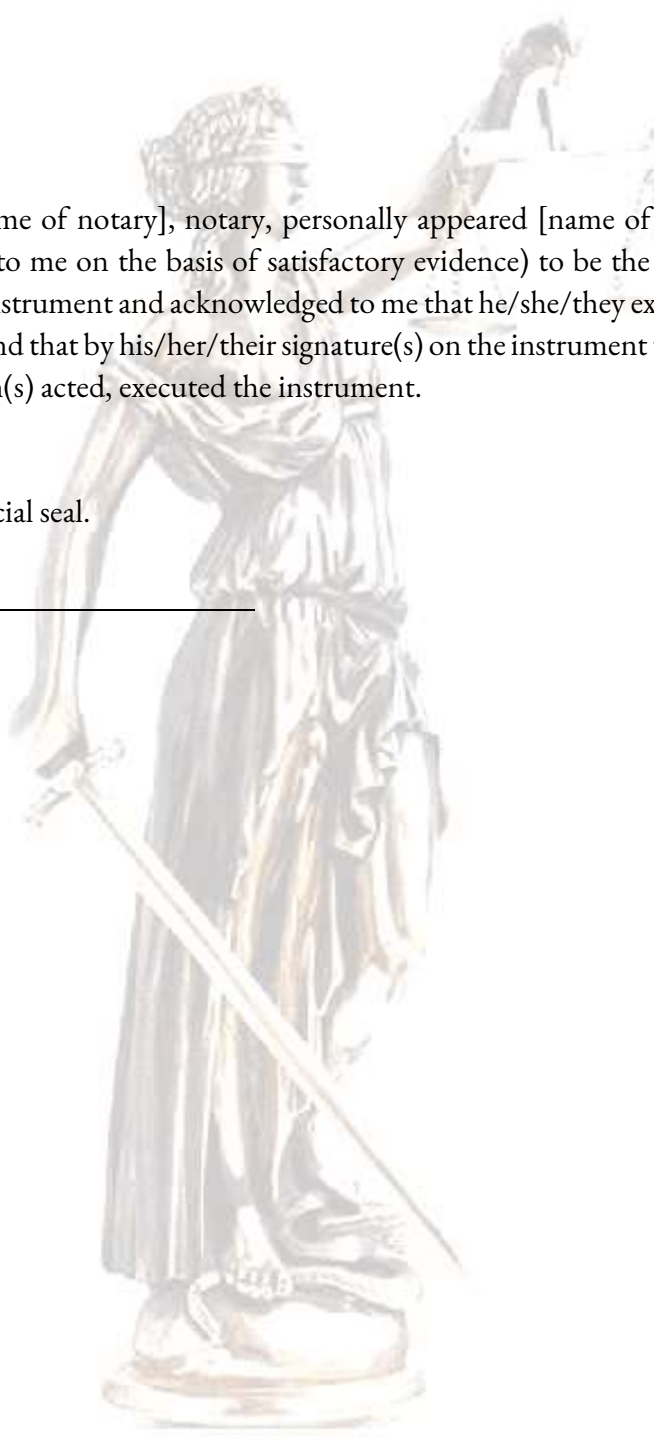 me of notary], notary, personally appeared [name of
to me on the basis of satisfactory evidence) to be the
strument and acknowledged to me that he/she/they ex
nd that by his/her/their signature(s) on the instrument
(s) acted, executed the instrument.
cial seal.